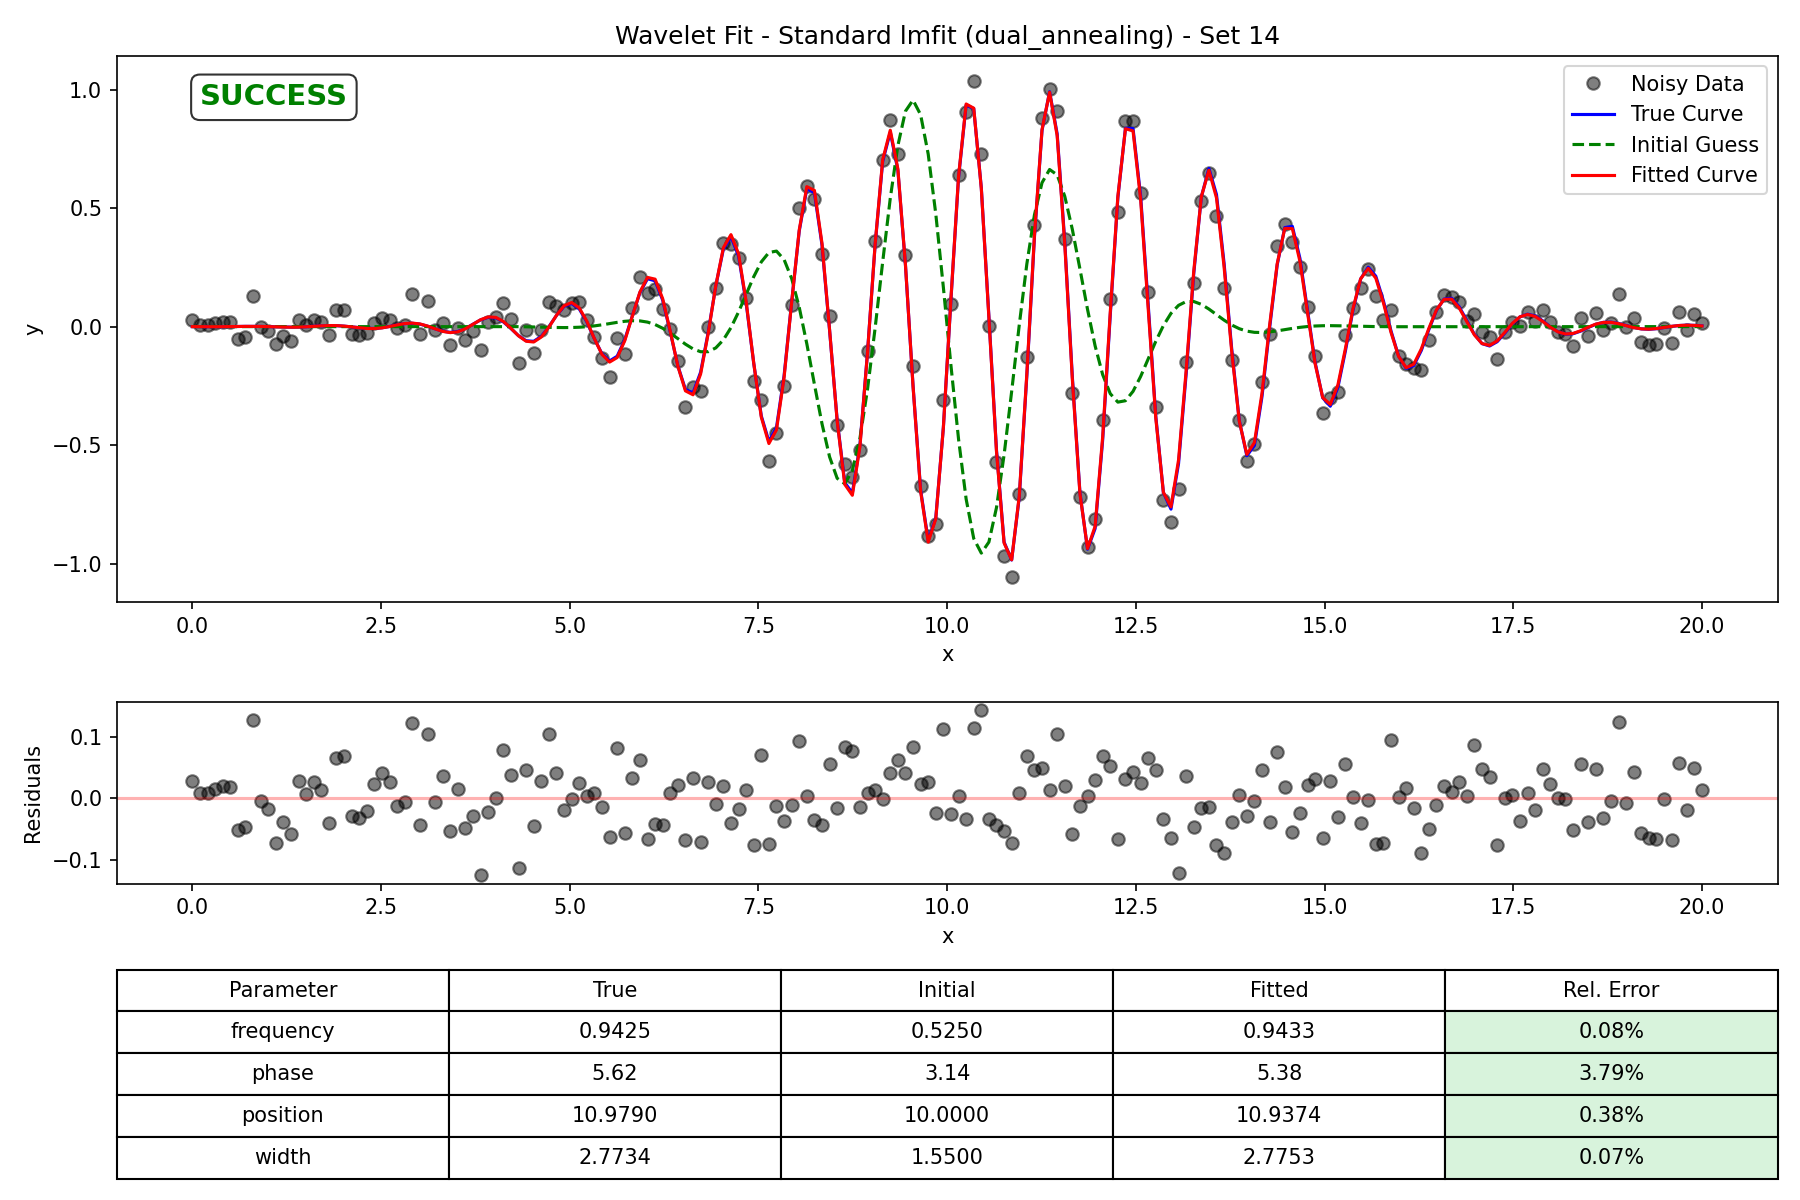 Wavelet Fit - Standard lmfit (dual_annealing) - Set 14
SUCCESS
Noisy Data
True Curve
Initial Guess
Fitted Curve
y
1.0
0.5
0.0
−0.5
−1.0
0.0 2.5 5.0 7.5 10.0 12.5 15.0 17.5 20.0
x
Residuals
0.1
0.0
−0.1
0.0 2.5 5.0 7.5 10.0 12.5 15.0 17.5 20.0
x
Parameter True Initial Fitted Rel. Error
frequency 0.9425 0.5250 0.9433 0.08%
phase 5.62 3.14 5.38 3.79%
position 10.9790 10.0000 10.9374 0.38%
width 2.7734 1.5500 2.7753 0.07%